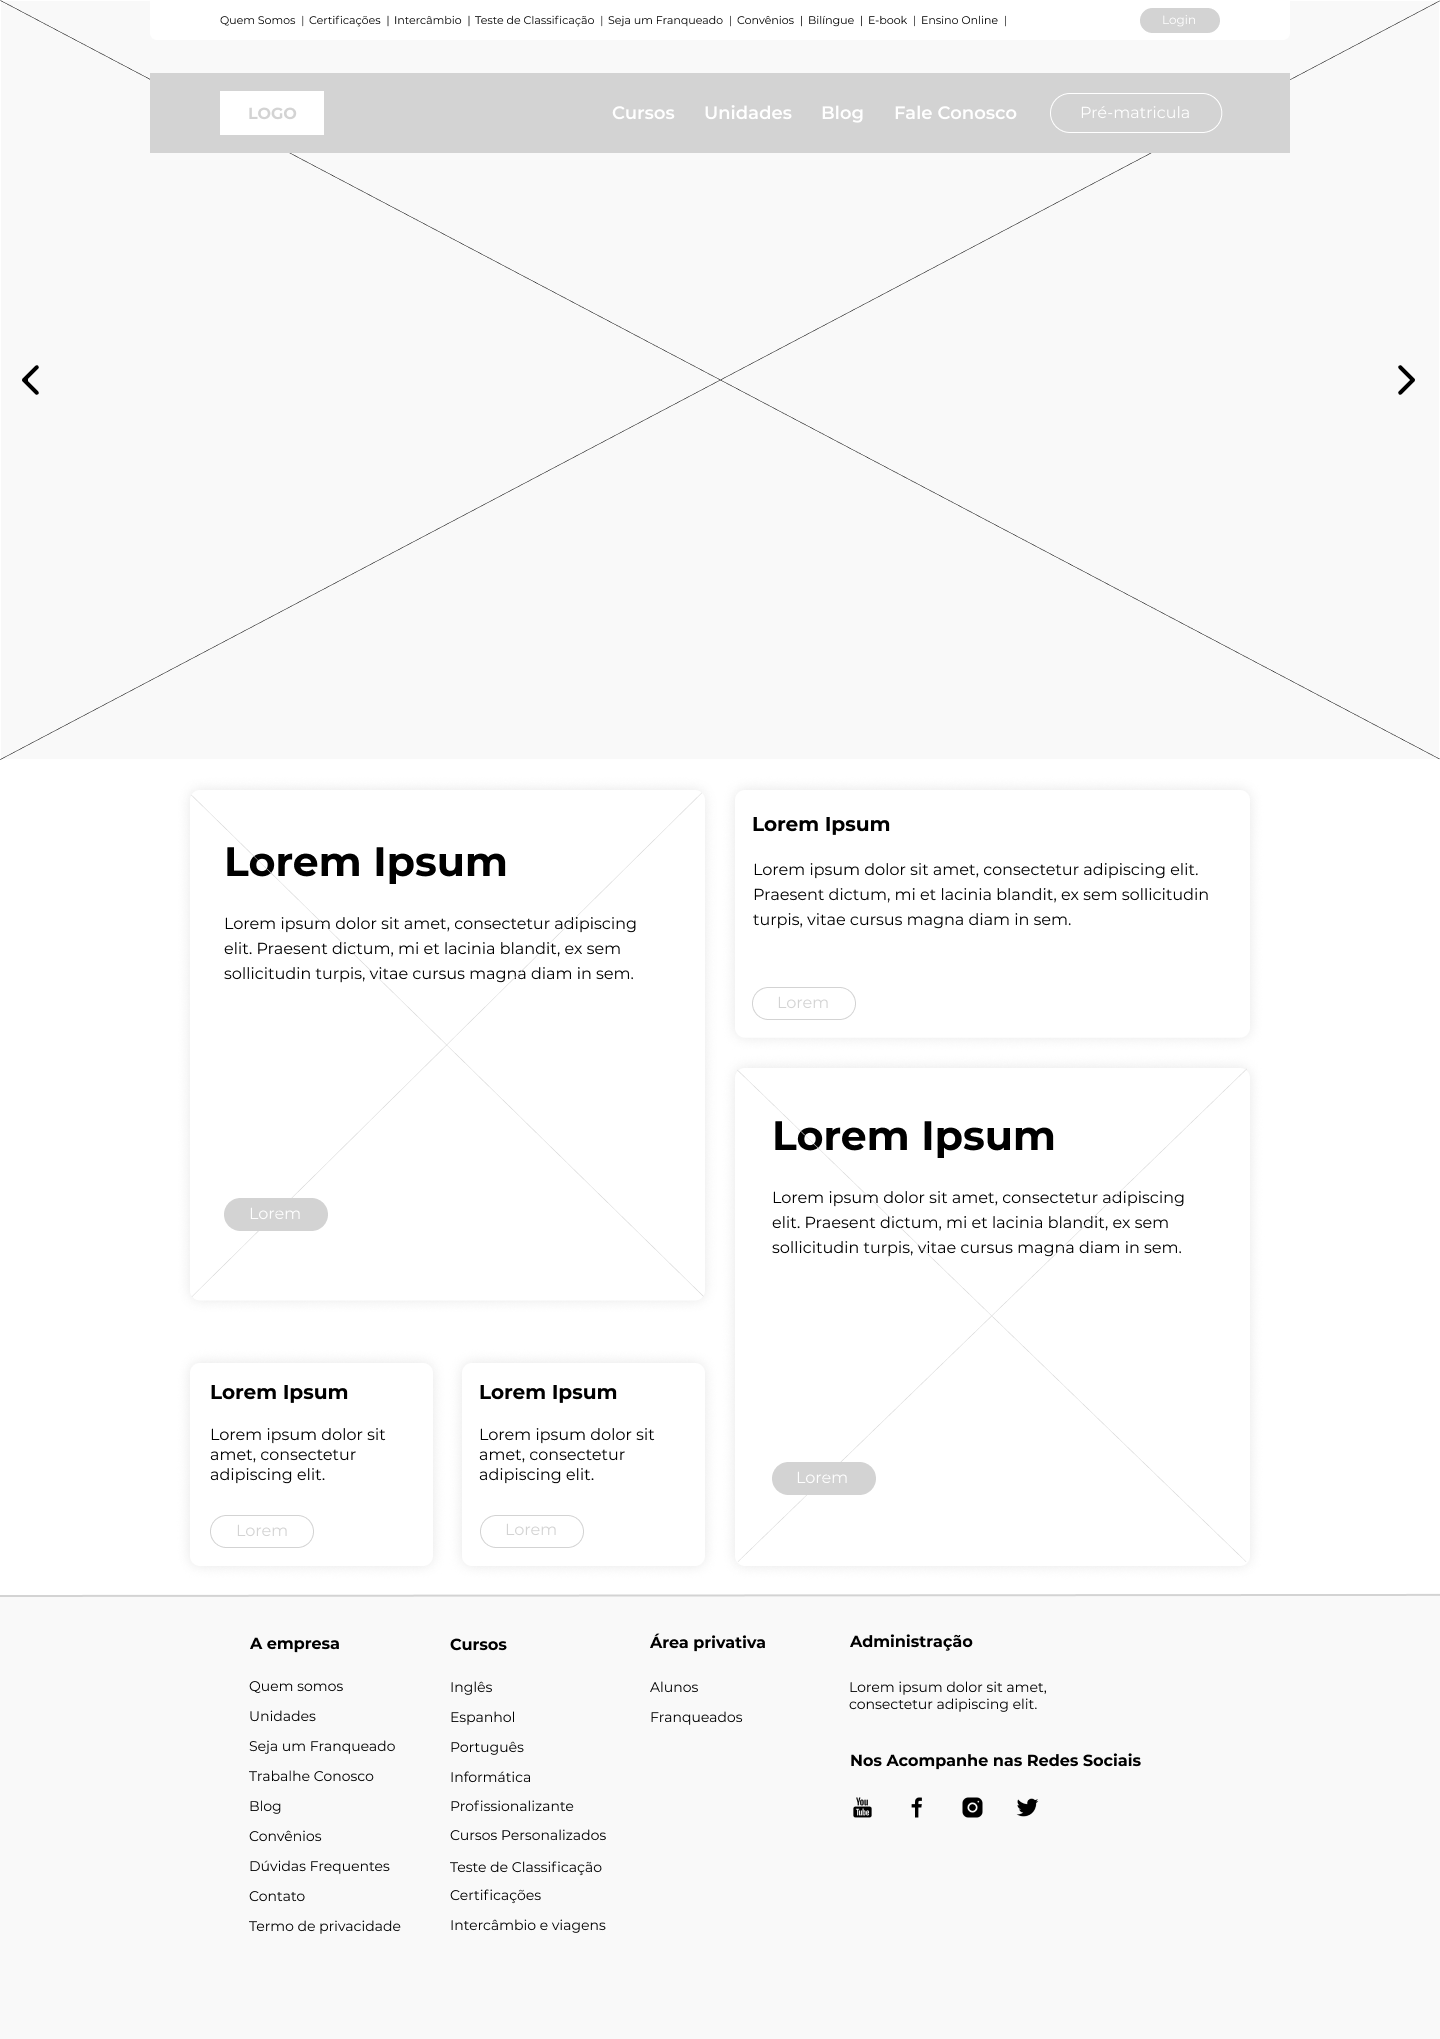 Quem Somos | Certificações | Intercâmbio | Teste de Classificação | Seja um Franqueado | Convênios | Bilíngue | E-book | Ensino Online |
Login
LOGO
Cursos Unidades Blog Fale Conosco
Pré-matricula
Lorem Ipsum
Lorem ipsum dolor sit amet, consectetur adipiscing
elit. Praesent dictum, mi et lacinia blandit, ex sem
sollicitudin turpis, vitae cursus magna diam in sem.
Lorem
Lorem Ipsum
Lorem ipsum dolor sit amet, consectetur adipiscing elit.
Praesent dictum, mi et lacinia blandit, ex sem sollicitudin
turpis, vitae cursus magna diam in sem.
Lorem
Lorem Ipsum
Lorem ipsum dolor sit amet, consectetur adipiscing
elit. Praesent dictum, mi et lacinia blandit, ex sem
sollicitudin turpis, vitae cursus magna diam in sem.
Lorem
Lorem Ipsum
Lorem ipsum dolor sit
amet, consectetur
adipiscing elit.
Lorem
Lorem Ipsum
Lorem ipsum dolor sit
amet, consectetur
adipiscing elit.
Lorem
A empresa
Quem somos
Unidades
Seja um Franqueado
Trabalhe Conosco
Blog
Convênios
Dúvidas Frequentes
Contato
Termo de privacidade
Cursos
Inglês
Espanhol
Português
Informática
Profissionalizante
Cursos Personalizados
Teste de Classificação
Certificações
Intercâmbio e viagens
Área privativa
Alunos
Franqueados
Administração
Lorem ipsum dolor sit amet,
consectetur adipiscing elit.
Nos Acompanhe nas Redes Sociais
You
Tube